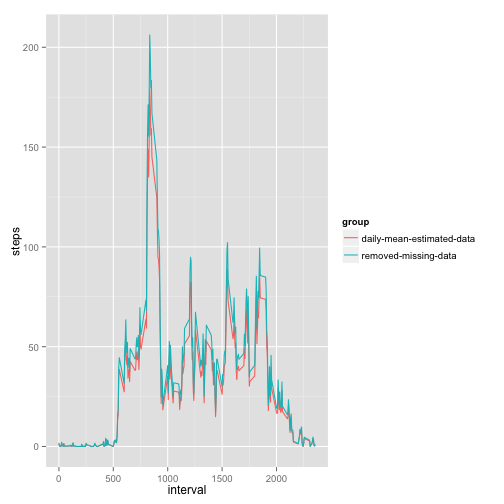 200
150
100
50
0
steps
0
500
1000
1500
2000
interval
group
daily-mean-estimated-data
removed-missing-data